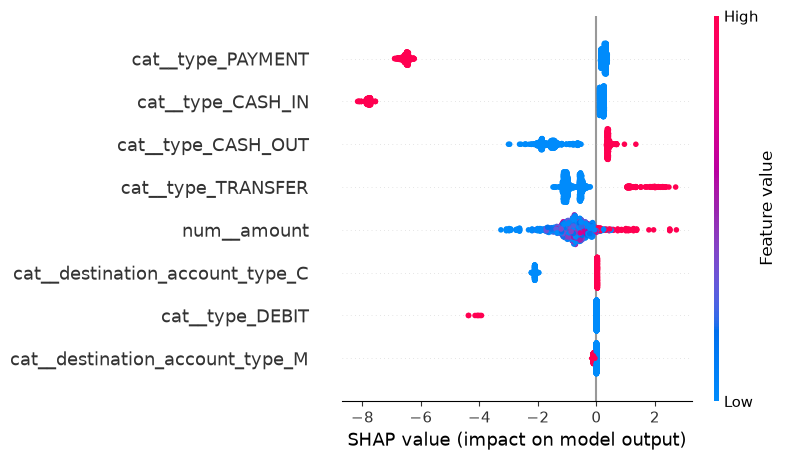 High
cat__type_PAYMENT
cat__type_CASH_IN
cat__type_CASH_OUT
cat__type_TRANSFER
num__amount
cat__destination_account_type_C
cat__type_DEBIT
cat__destination_account_type_M
Feature value
Low
−8 −6 −4 −2 0 2
SHAP value (impact on model output)